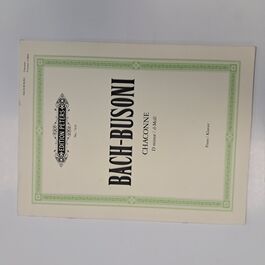 EDITION PETERS
BACH-BUSONI
CHACONNE
D minor · d-Moll
Piano · Klavier